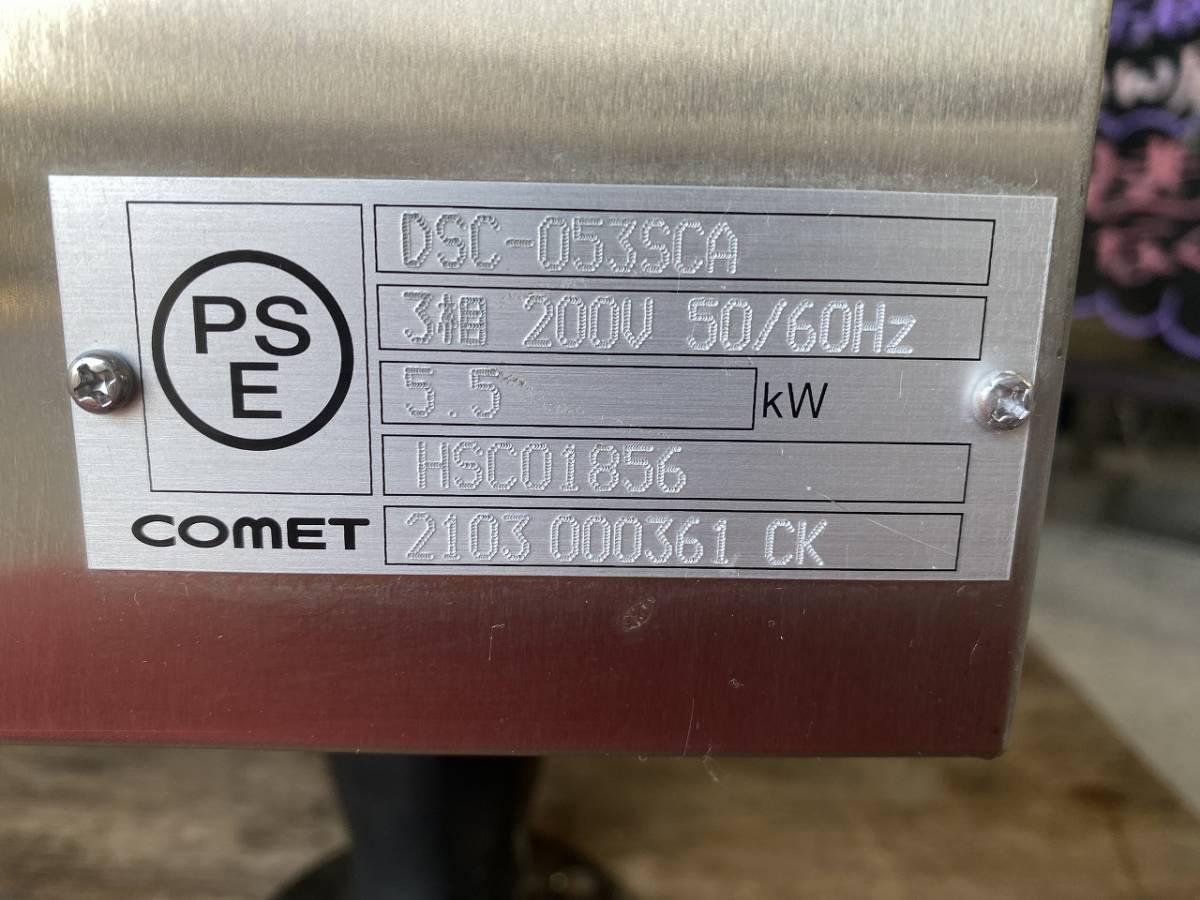 DSC-053SCA
PS
E
3相 200V 50/60Hz
5.5 kW
HSC01856
COMET
2103 000361 CK